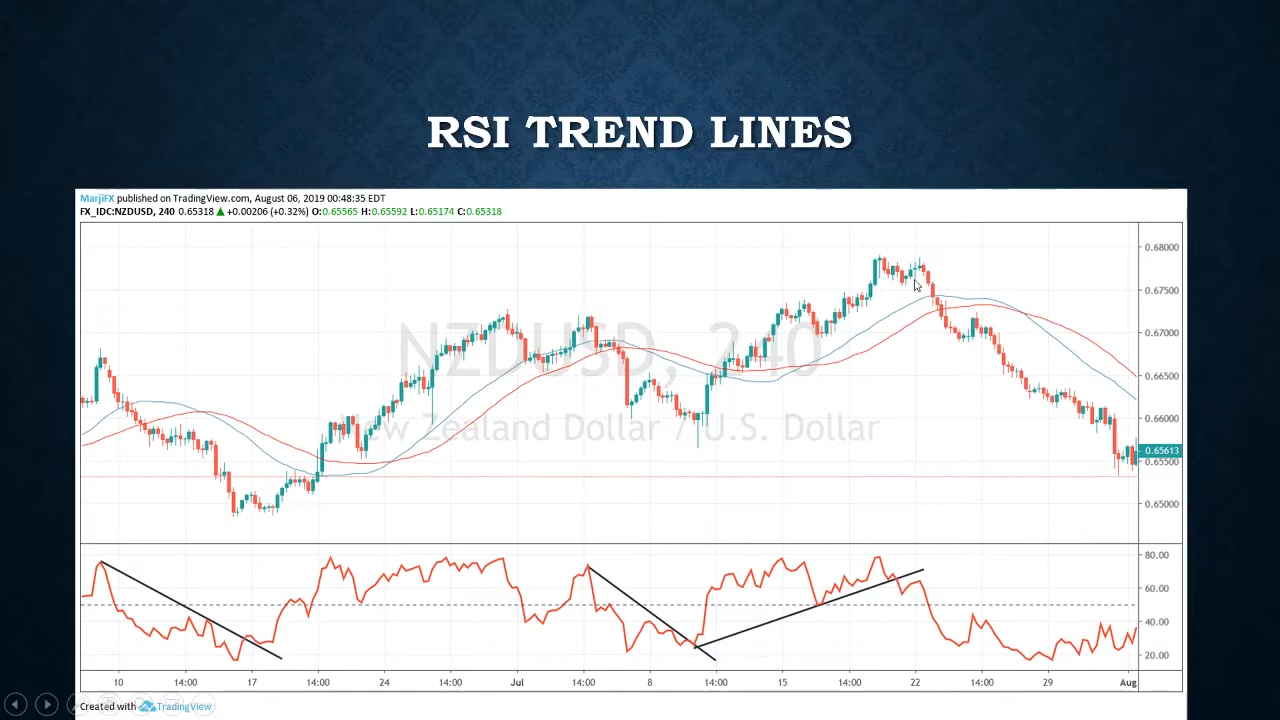 RSI TREND LINES
MarjiFX published on TradingView.com, August 06, 2019 00:48:35 EDT
FX_IDC:NZDUSD, 240 0.65318 ▲ +0.00206 (+0.32%) O:0.65565 H:0.65592 L:0.65174 C:0.65318
0.68000
0.67500
0.67000
NZDUSD, 240
0.66500
0.66000
New Zealand Dollar / U.S. Dollar
0.65613
0.65500
0.65000
80.00
60.00
40.00
20.00
10 14:00 17 14:00 24 14:00 Jul 14:00 8 14:00 15 14:00 22 14:00 29 Aug
Created with TradingView